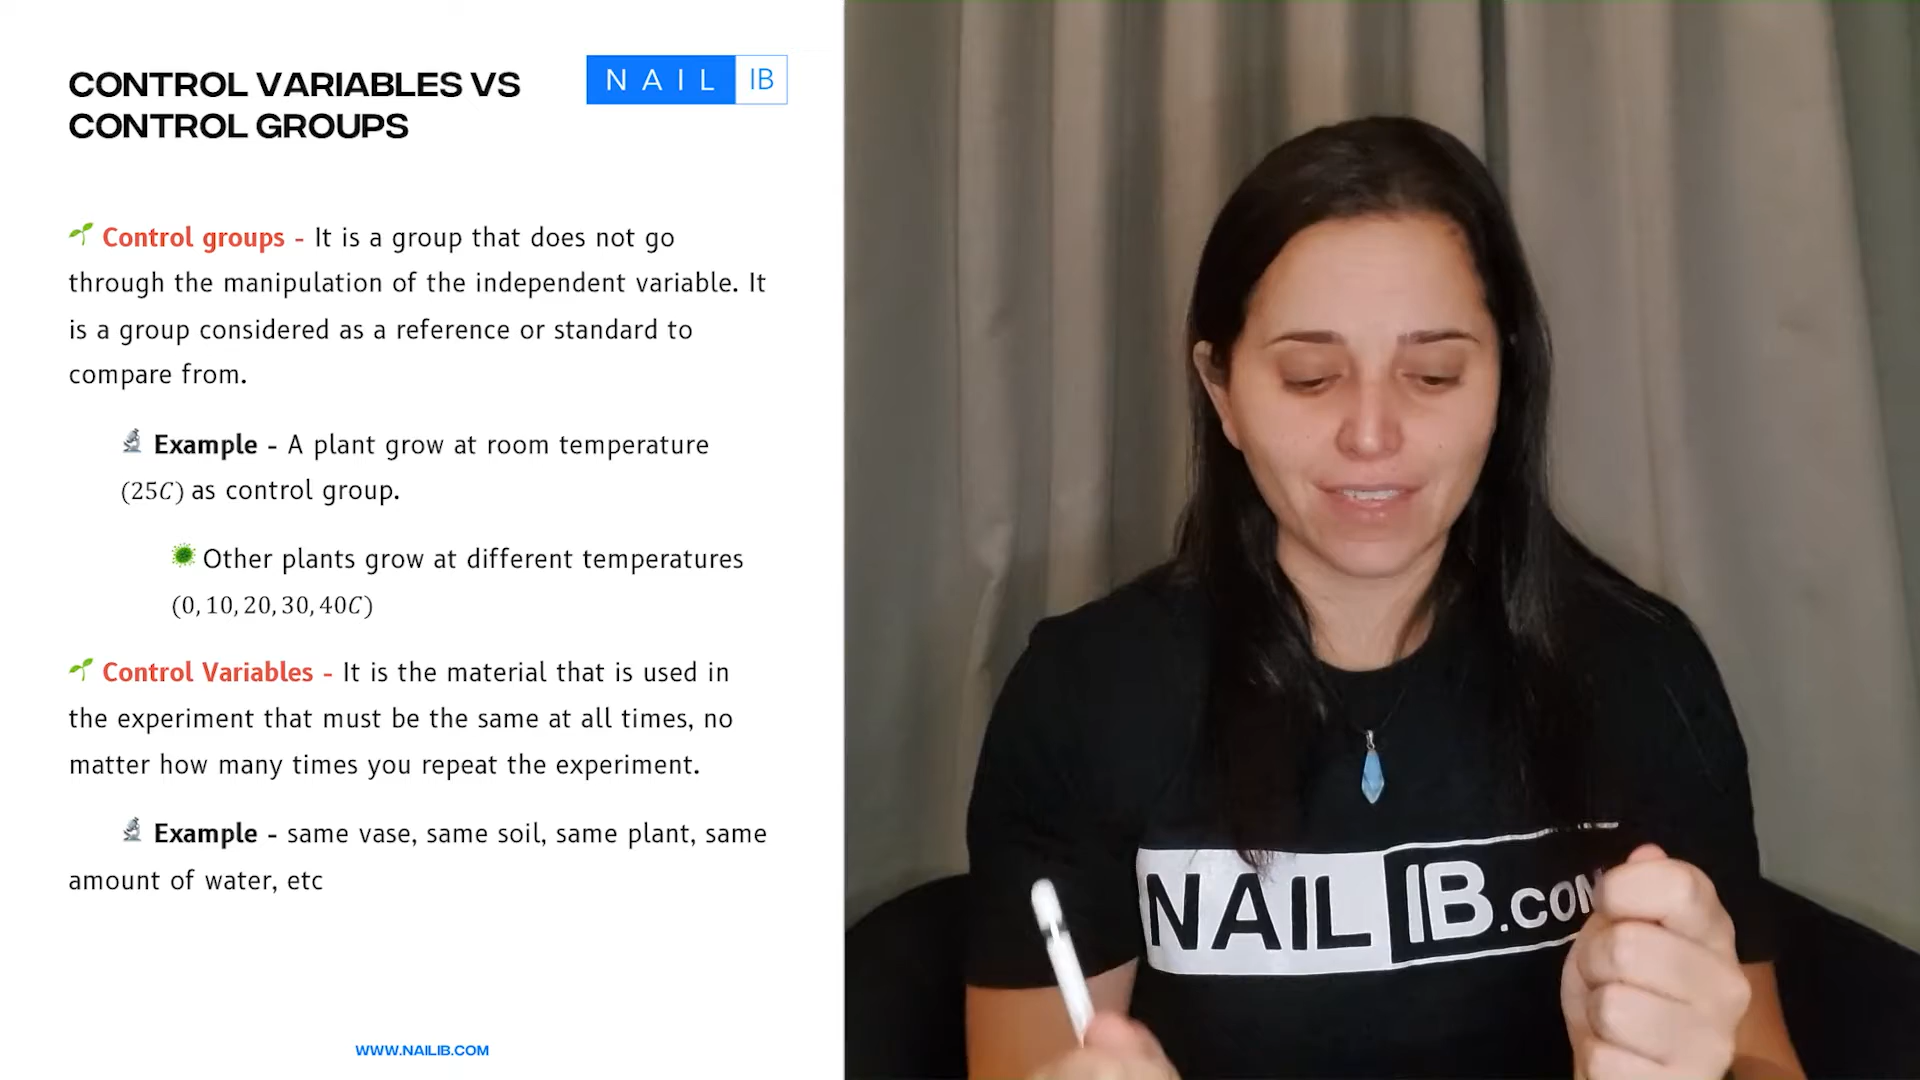 CONTROL VARIABLES VS
CONTROL GROUPS
NAIL IB
Control groups - It is a group that does not go
through the manipulation of the independent variable. It
is a group considered as a reference or standard to
compare from.
Example - A plant grow at room temperature
(25C) as control group.
Other plants grow at different temperatures
(0, 10, 20, 30, 40C)
Control Variables - It is the material that is used in
the experiment that must be the same at all times, no
matter how many times you repeat the experiment.
Example - same vase, same soil, same plant, same
amount of water, etc
WWW.NAILIB.COM
NAIL IB.COM